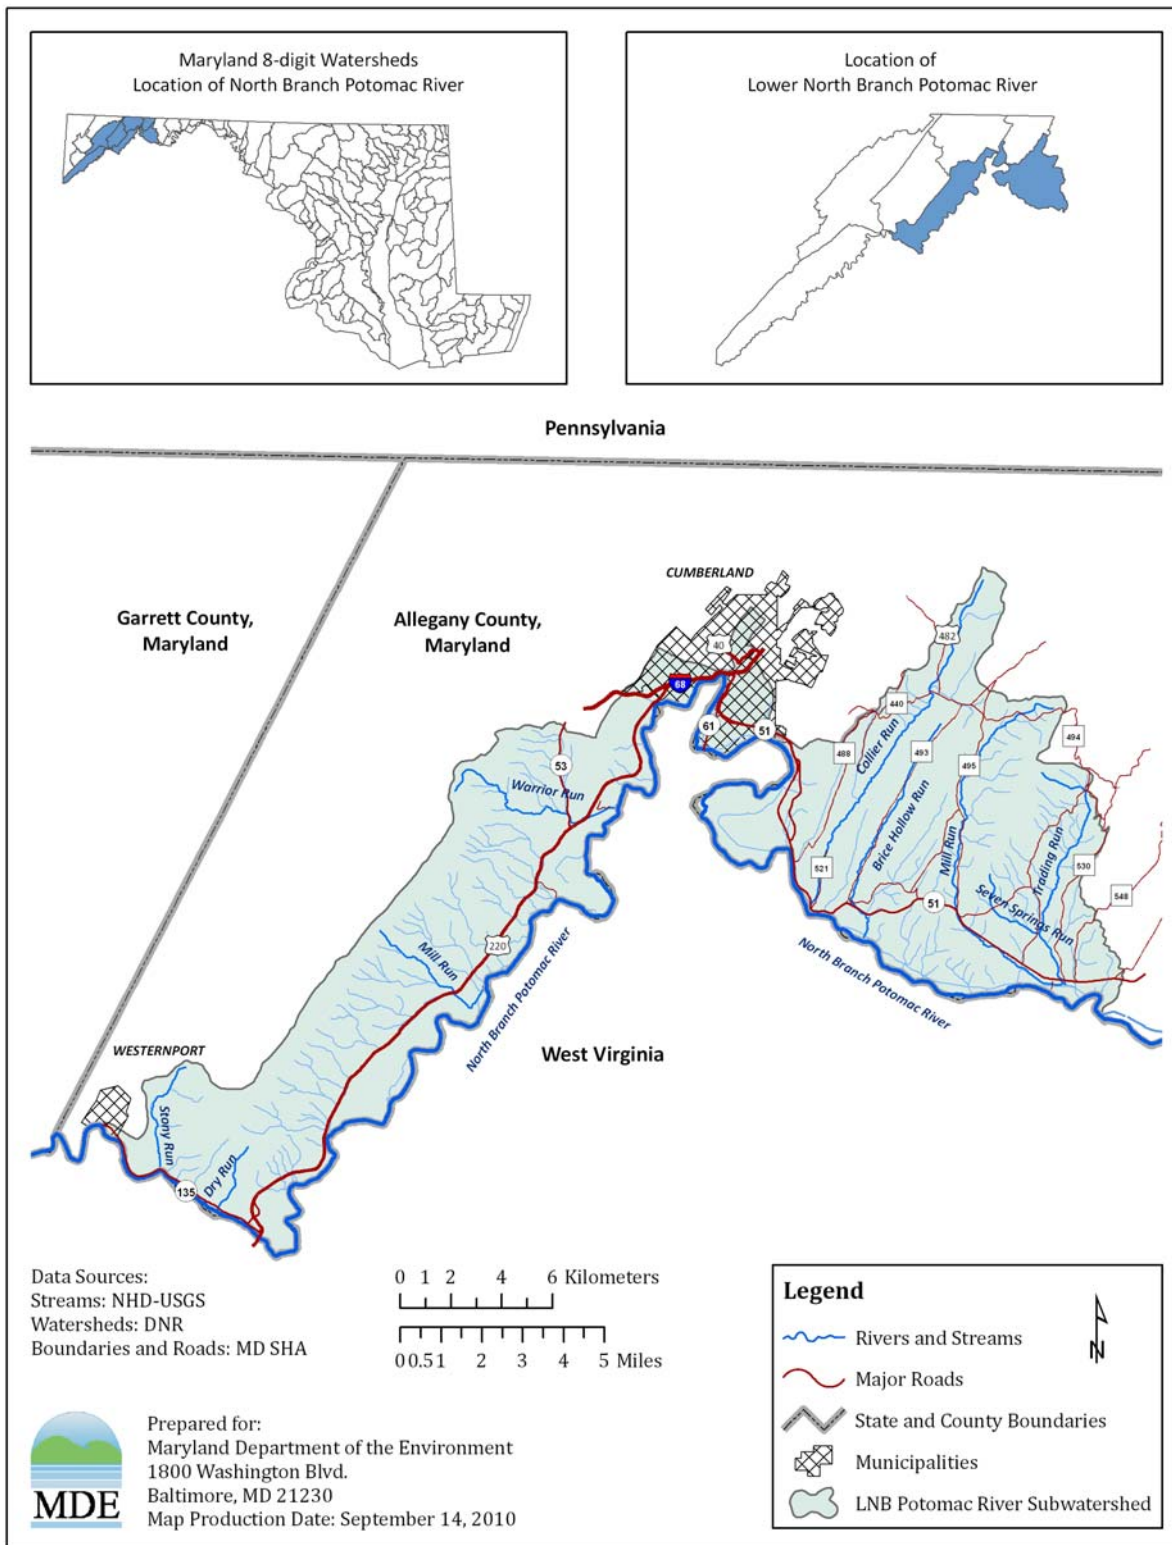 Maryland 8-digit Watersheds
Location of North Branch Potomac River
Location of
Lower North Branch Potomac River
Pennsylvania
CUMBERLAND
Garrett County,
Maryland
Allegany County,
Maryland
482
40
68
440
61
51
494
488
Collier Run
493
495
53
Warrior Run
Brice Hollow Run
Mill Run
Trading Run
521
530
548
51
Seven Springs Run
220
Mill Run
North Branch Potomac River
North Branch Potomac River
West Virginia
WESTERNPORT
Stony Run
Dry Run
135
Data Sources:
Streams: NHD-USGS
Watersheds: DNR
Boundaries and Roads: MD SHA
0 1 2 4 6 Kilometers
0 0.5 1 2 3 4 5 Miles
Legend
N
Rivers and Streams
Major Roads
State and County Boundaries
Municipalities
LNB Potomac River Subwatershed
MDE
Prepared for:
Maryland Department of the Environment
1800 Washington Blvd.
Baltimore, MD 21230
Map Production Date: September 14, 2010